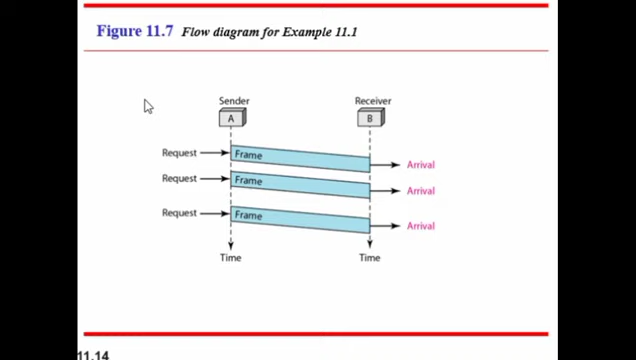 Figure 11.7 Flow diagram for Example 11.1
Sender Receiver
A B
Request Frame Arrival
Request Frame Arrival
Request Frame Arrival
Time Time
11.14